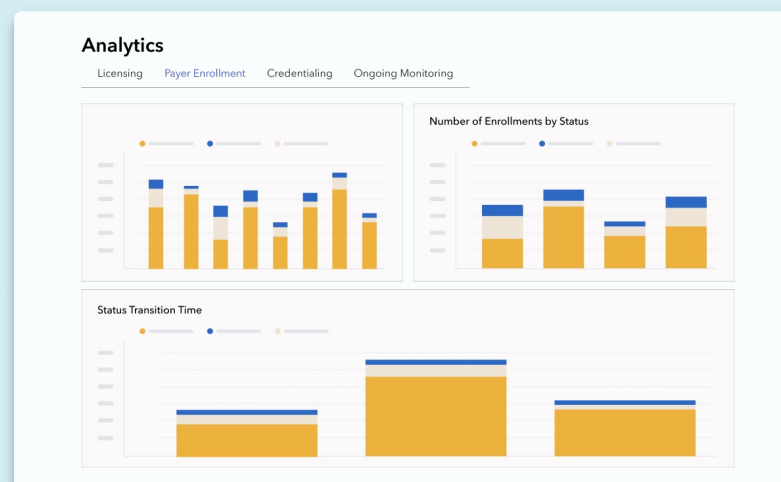 Analytics
Licensing Payer Enrollment Credentialing Ongoing Monitoring
Number of Enrollments by Status
Status Transition Time